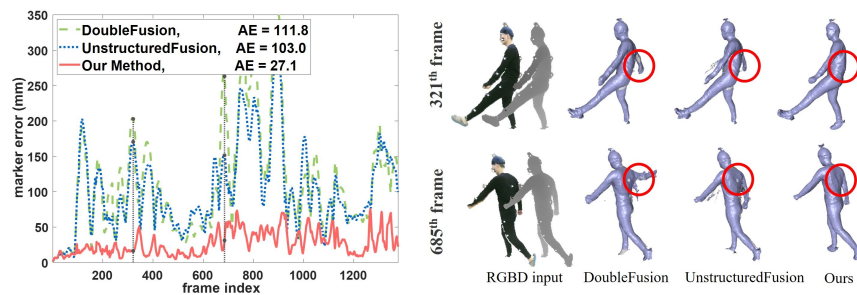 350
300
250
200
150
100
50
0
marker error (mm)
DoubleFusion, AE = 111.8
UnstructuredFusion, AE = 103.0
Our Method, AE = 27.1
200 400 600 800 1000 1200
frame index
321th frame
685th frame
RGBD input DoubleFusion UnstructuredFusion Ours